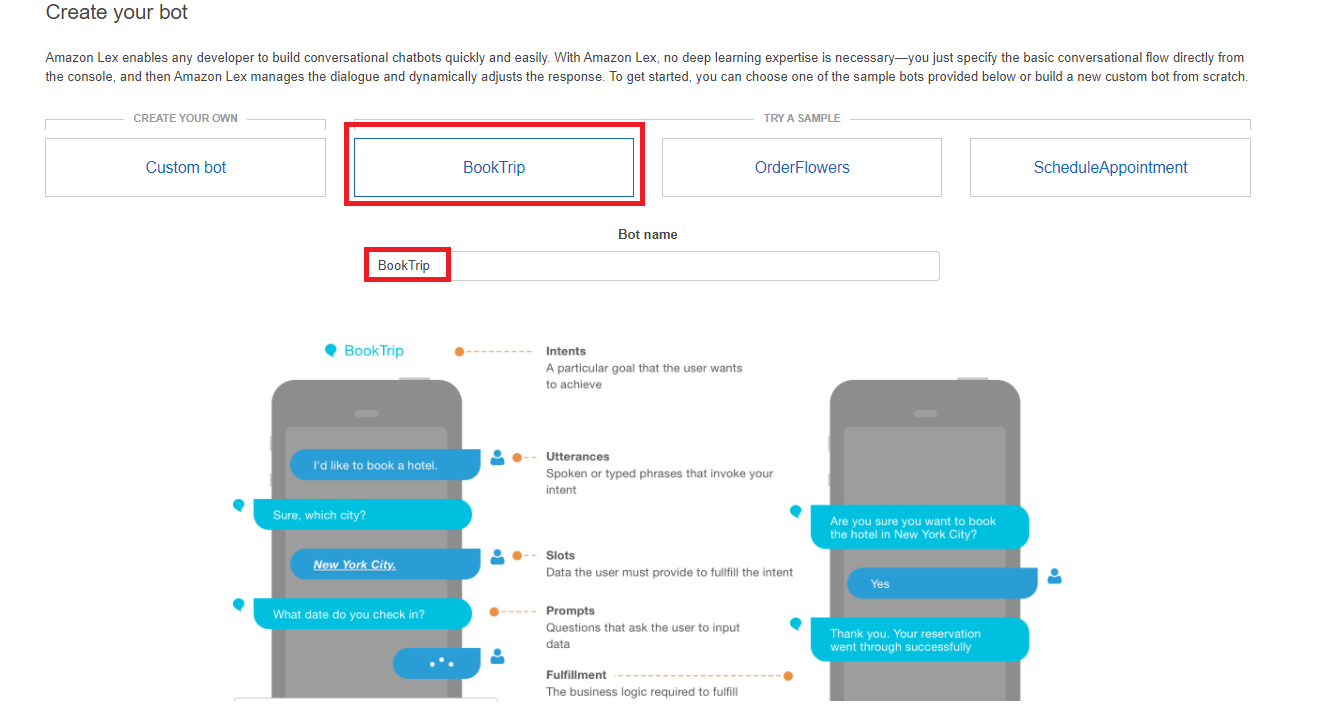 Create your bot
Amazon Lex enables any developer to build conversational chatbots quickly and easily. With Amazon Lex, no deep learning expertise is necessary—you just specify the basic conversational flow directly from
the console, and then Amazon Lex manages the dialogue and dynamically adjusts the response. To get started, you can choose one of the sample bots provided below or build a new custom bot from scratch.
CREATE YOUR OWN
TRY A SAMPLE
Custom bot
BookTrip
OrderFlowers
ScheduleAppointment
Bot name
BookTrip
BookTrip
Intents
A particular goal that the user wants
to achieve
I'd like to book a hotel.
Utterances
Spoken or typed phrases that invoke your
intent
Sure, which city?
New York City.
Slots
Data the user must provide to fullfill the intent
What date do you check in?
Prompts
Questions that ask the user to input
data
Fulfillment
The business logic required to fulfill
Are you sure you want to book
the hotel in New York City?
Yes
Thank you. Your reservation
went through successfully